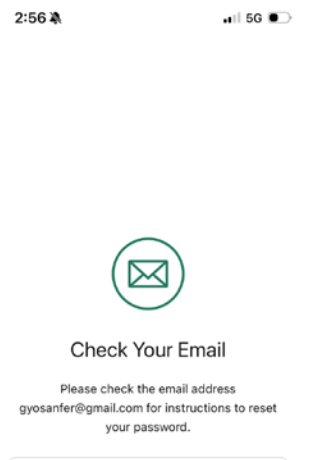 2:56
5G
Check Your Email
Please check the email address
gyosanfer@gmail.com for instructions to reset
your password.